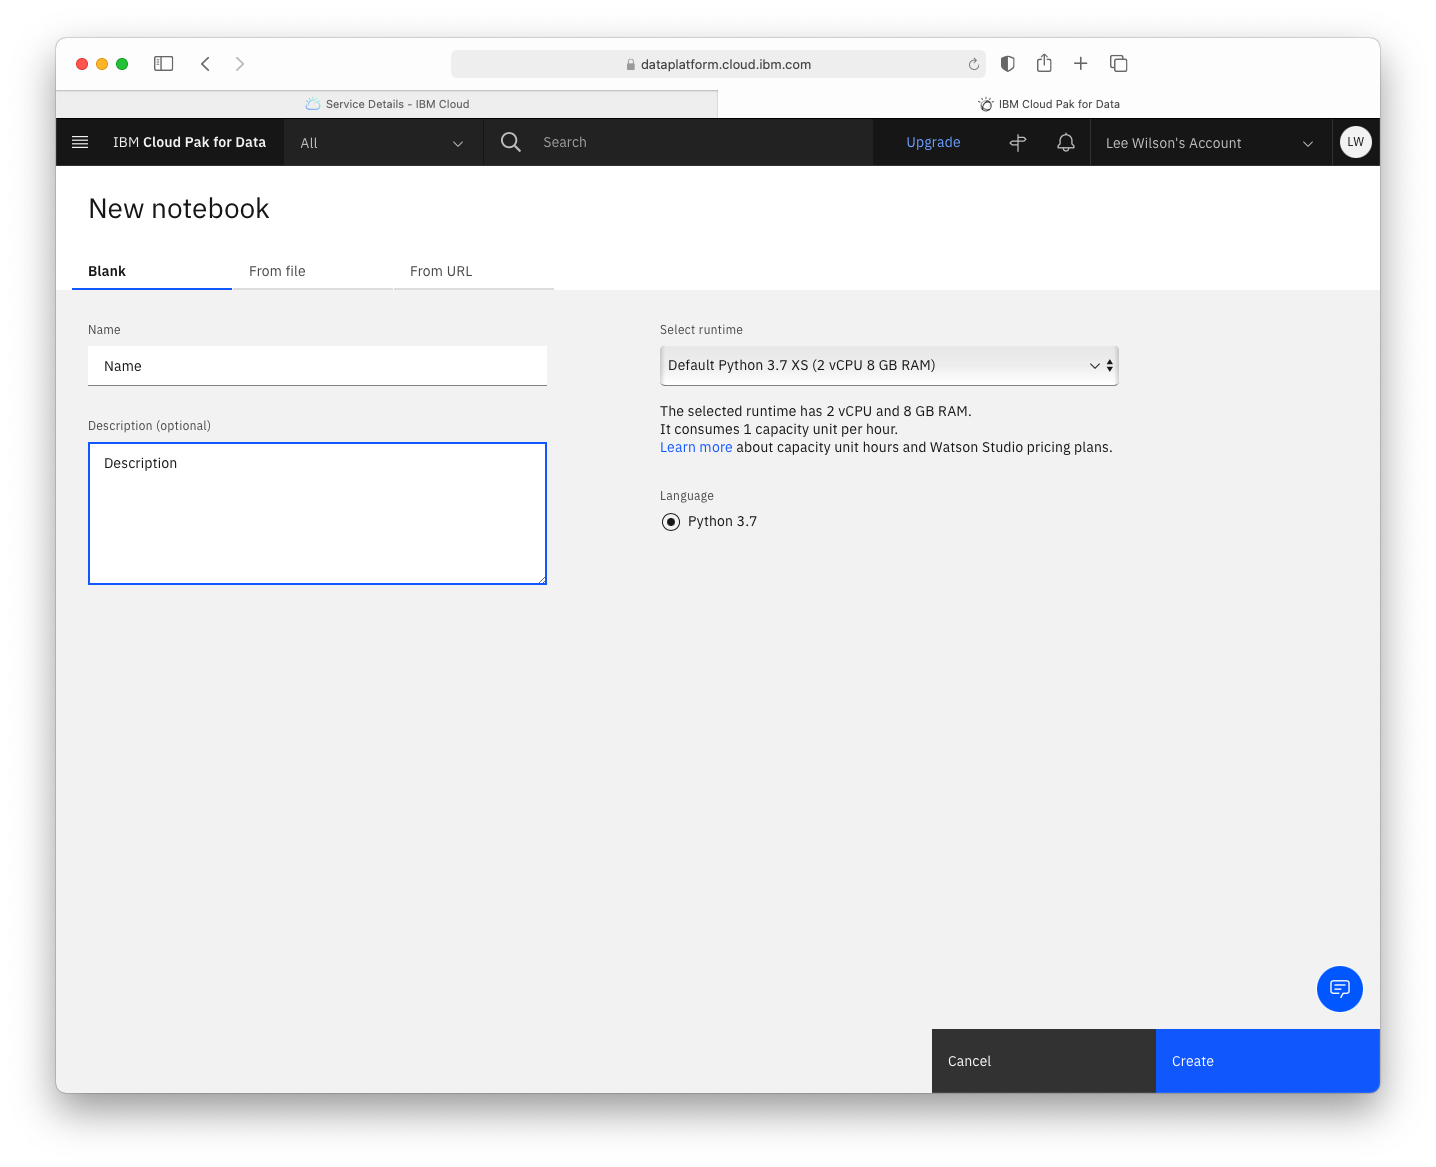 dataplatform.cloud.ibm.com
Service Details - IBM Cloud
IBM Cloud Pak for Data
IBM Cloud Pak for Data
All
Search
Upgrade
Lee Wilson's Account
LW
New notebook
Blank
From file
From URL
Name
Name
Description (optional)
Description
Select runtime
Default Python 3.7 XS (2 vCPU 8 GB RAM)
The selected runtime has 2 vCPU and 8 GB RAM.
It consumes 1 capacity unit per hour.
Learn more about capacity unit hours and Watson Studio pricing plans.
Language
Python 3.7
Cancel
Create